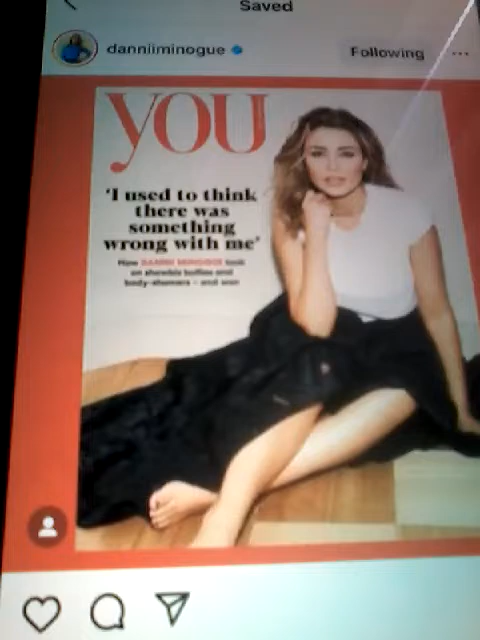 Saved
danniiminogue
Following
YOU
'I used to think
there was
something
wrong with me'
How DANNII MINOGUE took
on showbiz bullies and
body-shamers – and won